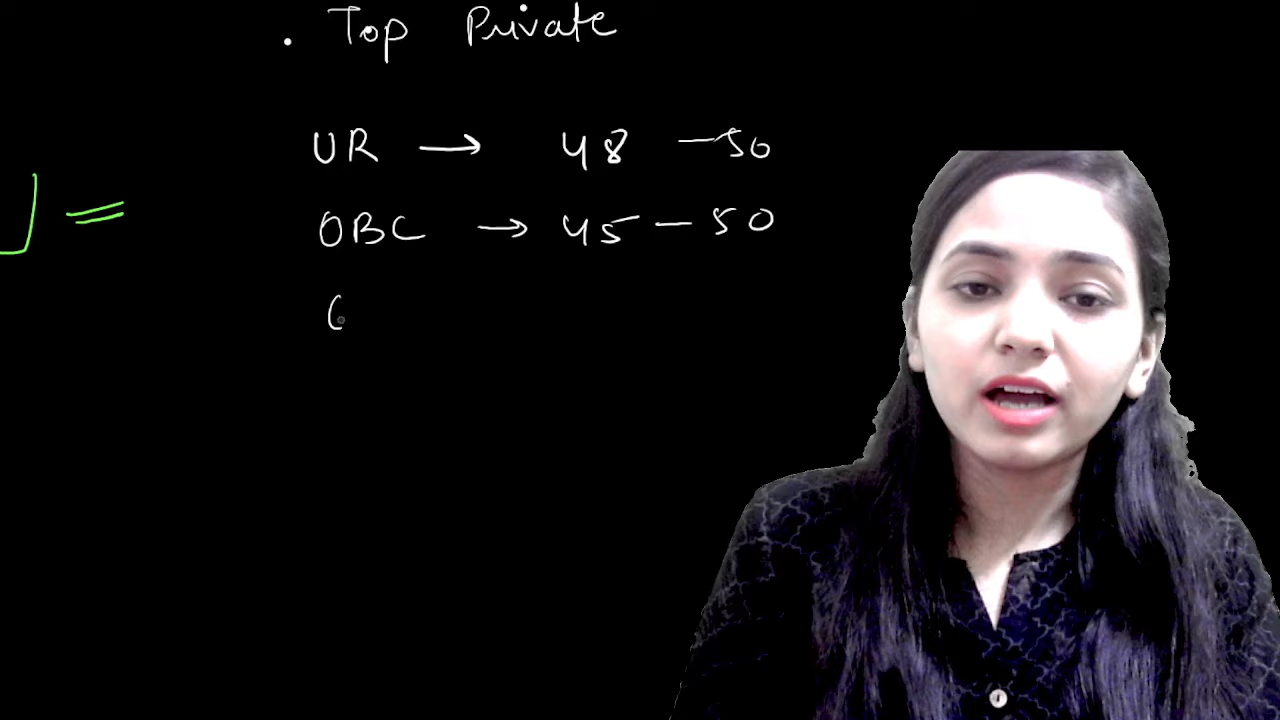 . Top Private
UR → 48 – 50
OBC → 45 – 50
=